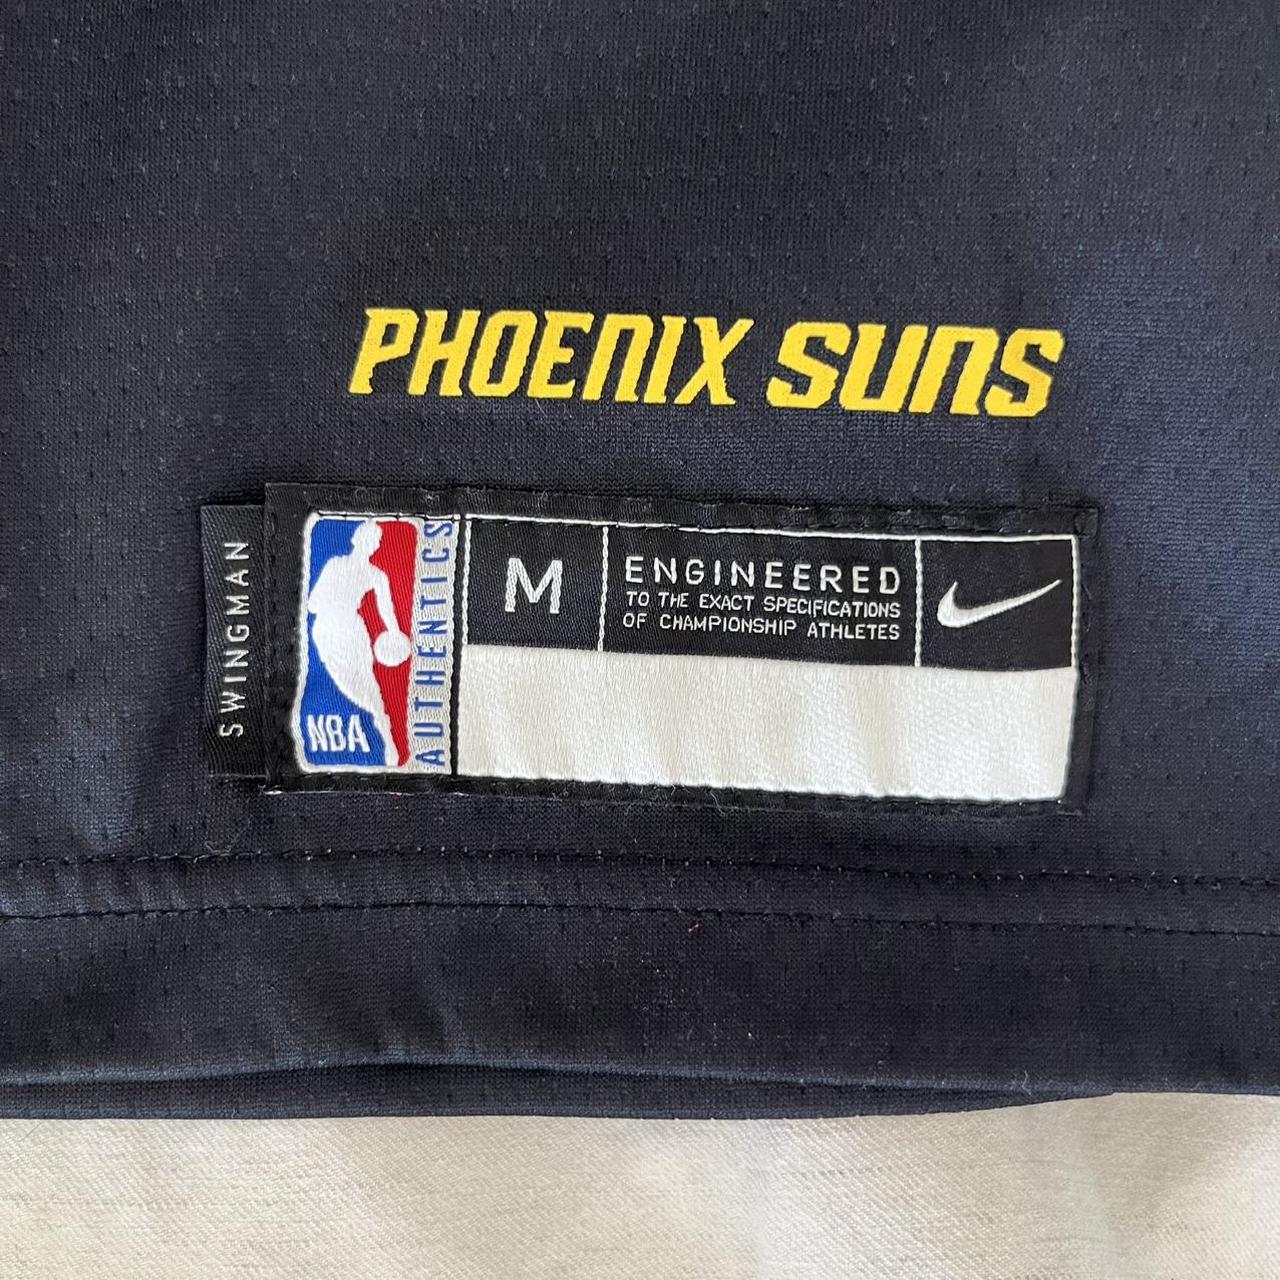 PHOENIX SUNS
SWINGMAN
NBA
AUTHENTICS
M
ENGINEERED
TO THE EXACT SPECIFICATIONS
OF CHAMPIONSHIP ATHLETES